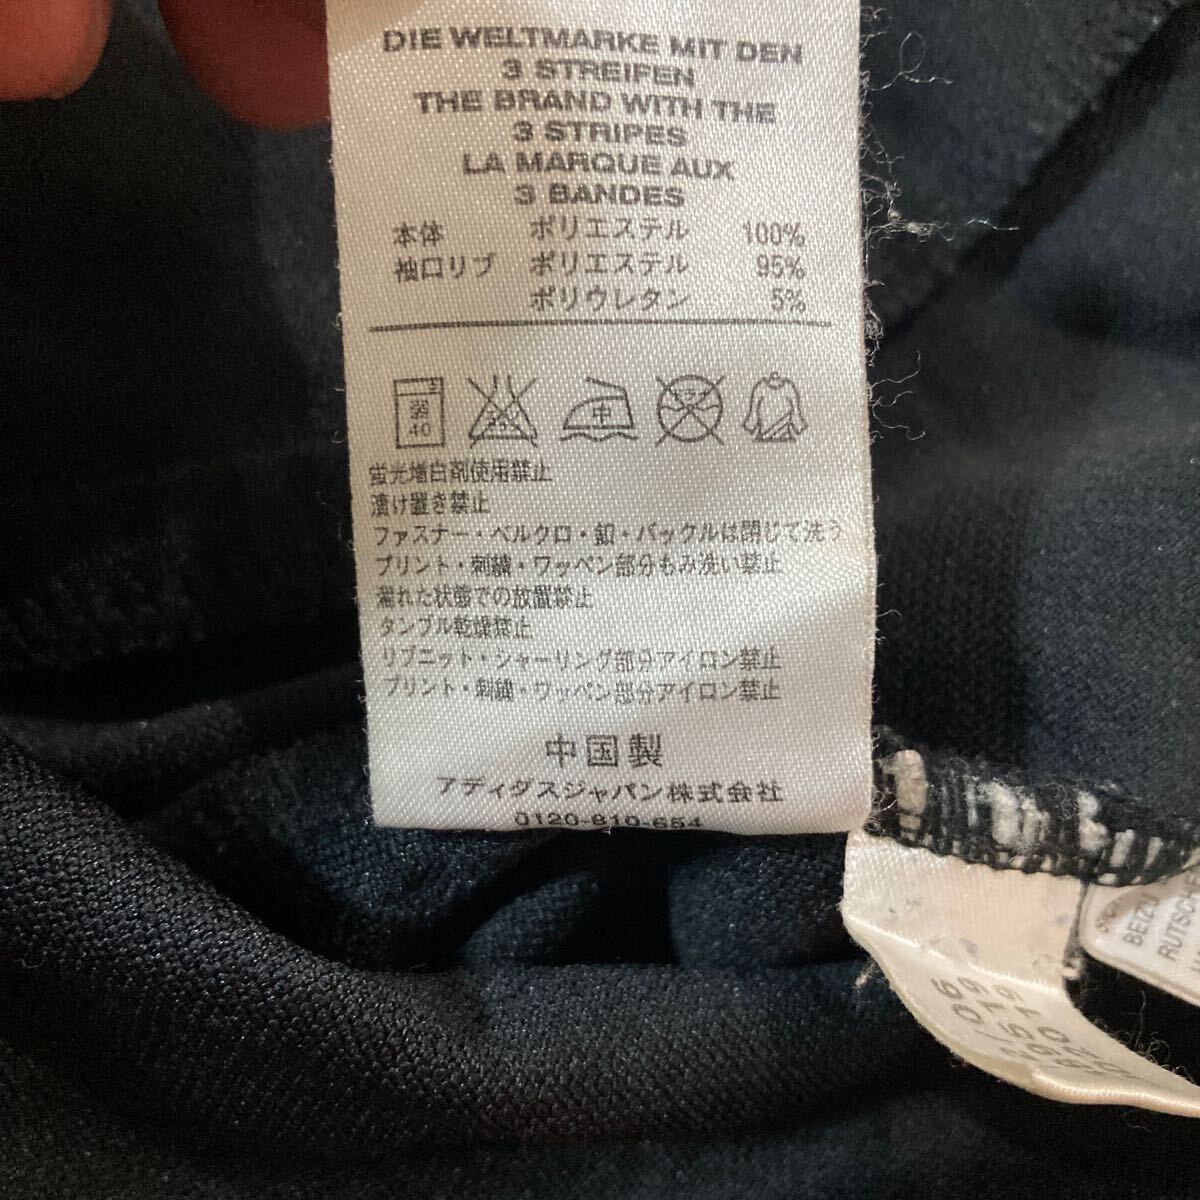 DIE WELTMARKE MIT DEN
3 STREIFEN
THE BRAND WITH THE
3 STRIPES
LA MARQUE AUX
3 BANDES
本体 ポリエステル 100%
袖口リブ ポリエステル 95%
ポリウレタン 5%
弱
40
中
蛍光増白剤使用禁止
漬け置き禁止
ファスナー・ベルクロ・釦・バックルは閉じて洗う
プリント・刺繍・ワッペン部分もみ洗い禁止
濡れた状態での放置禁止
タンブル乾燥禁止
リブニット・シャーリング部分アイロン禁止
プリント・刺繍・ワッペン部分アイロン禁止
中国製
アディダスジャパン株式会社
0120-810-654
BEIZU